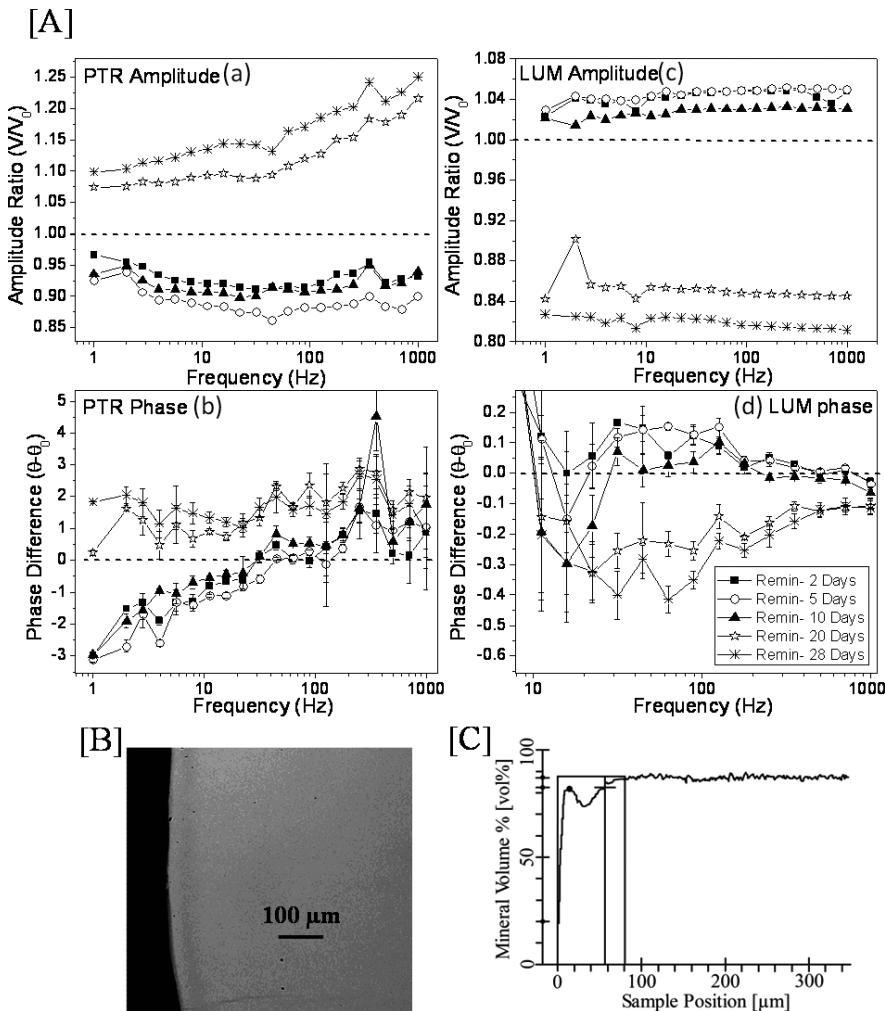 [A]
PTR Amplitude (a)
Amplitude Ratio (V/V0)
1.25
1.20
1.15
1.10
1.05
1.00
0.95
0.90
0.85
1 10 100 1000
Frequency (Hz)
LUM Amplitude (c)
Amplitude Ratio (V/V0)
1.08
1.04
1.00
0.96
0.92
0.88
0.84
0.80
1 10 100 1000
Frequency (Hz)
PTR Phase (b)
Phase Difference (θ-θ0)
5
4
3
2
1
0
-1
-2
-3
1 10 100 1000
Frequency (Hz)
(d) LUM phase
Phase Difference (θ-θ0)
0.2
0.1
0.0
-0.1
-0.2
-0.3
-0.4
-0.5
-0.6
10 100 1000
Frequency (Hz)
Remin- 2 Days
Remin- 5 Days
Remin- 10 Days
Remin- 20 Days
Remin- 28 Days
[B]
100 µm
[C]
Mineral Volume % [vol%]
100
50
0
0 100 200 300
Sample Position [µm]